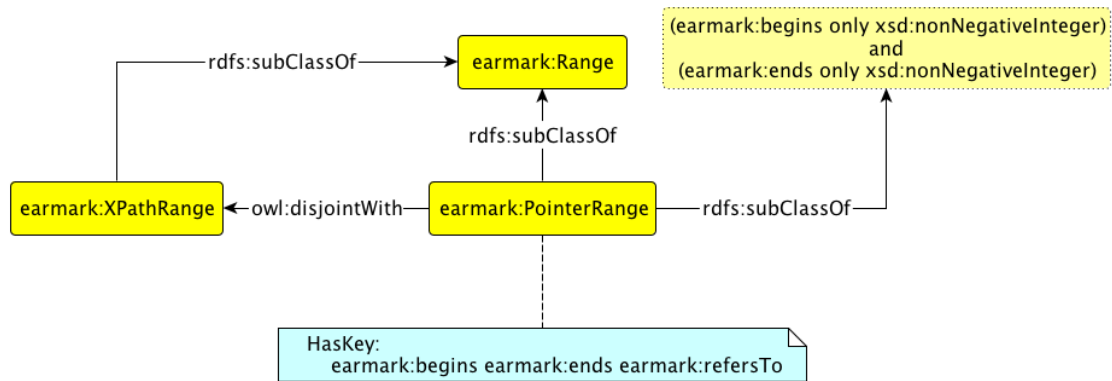 (earmark:begins only xsd:nonNegativeInteger)
and
(earmark:ends only xsd:nonNegativeInteger)
rdfs:subClassOf
earmark:Range
rdfs:subClassOf
earmark:XPathRange
owl:disjointWith
earmark:PointerRange
rdfs:subClassOf
HasKey:
earmark:begins earmark:ends earmark:refersTo